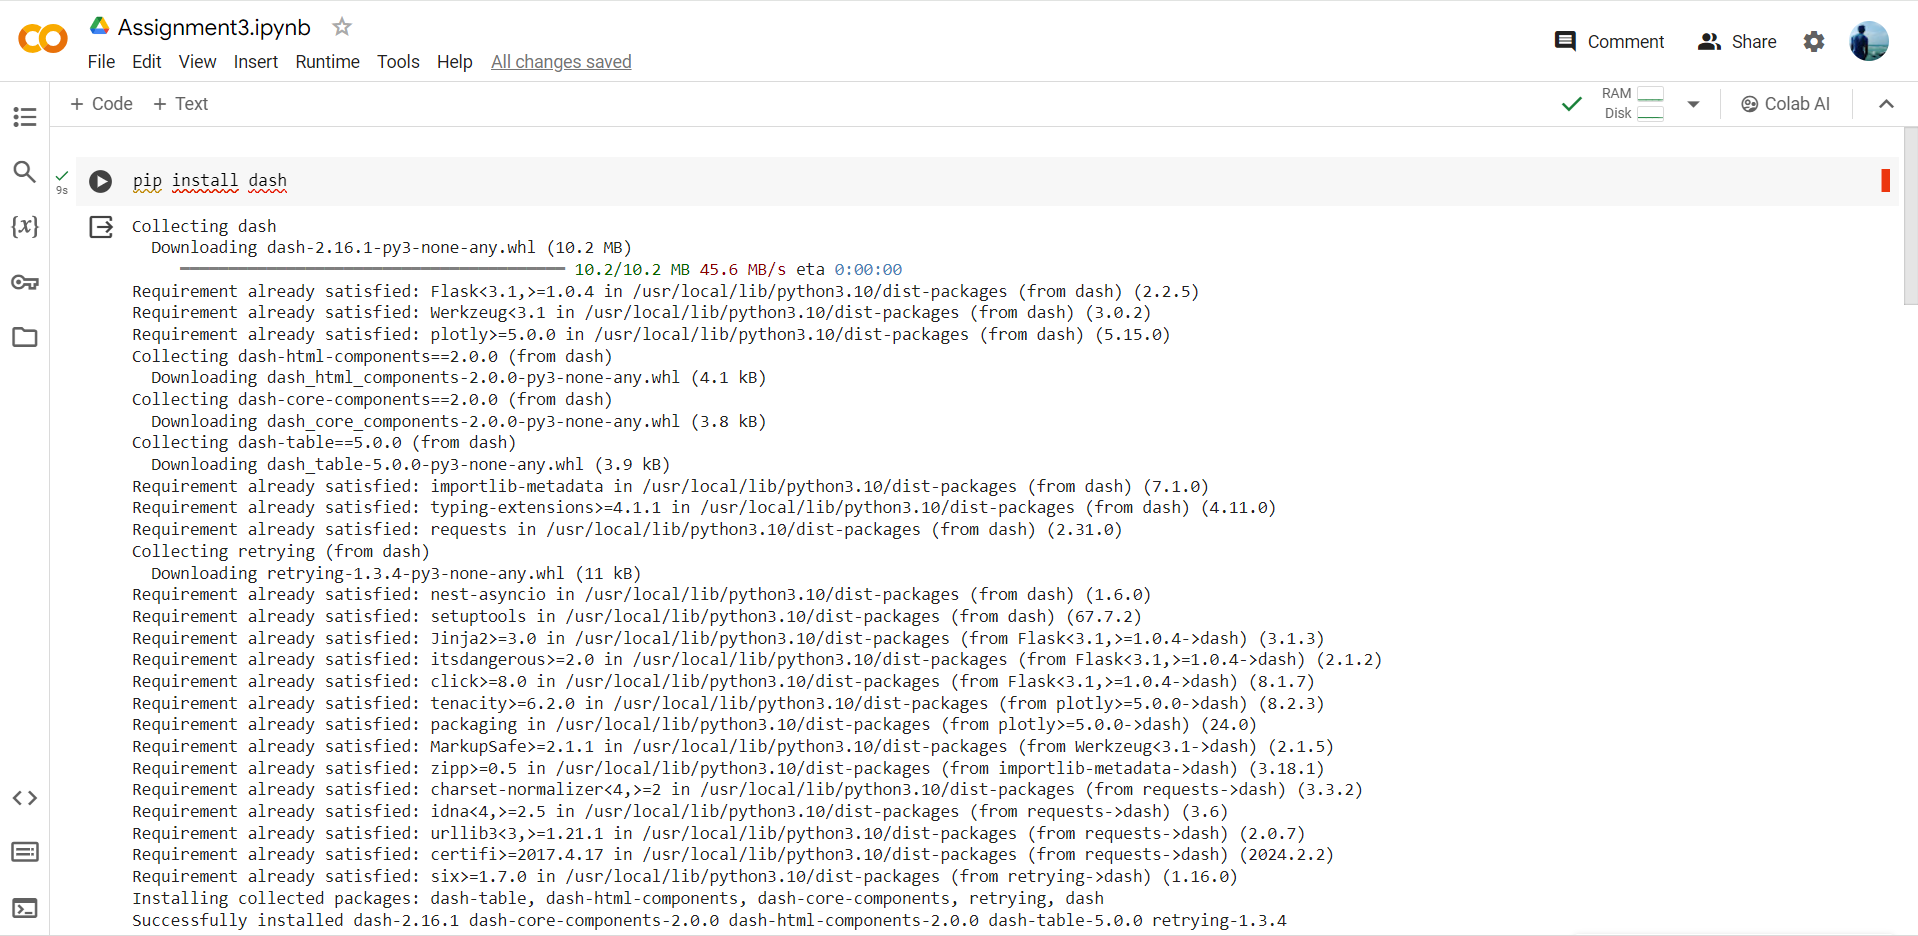 Assignment3.ipynb
File Edit View Insert Runtime Tools Help All changes saved
Comment Share
+ Code + Text
RAM
Disk
Colab AI
9s
pip install dash
Collecting dash
Downloading dash-2.16.1-py3-none-any.whl (10.2 MB)
10.2/10.2 MB 45.6 MB/s eta 0:00:00
Requirement already satisfied: Flask<3.1,>=1.0.4 in /usr/local/lib/python3.10/dist-packages (from dash) (2.2.5)
Requirement already satisfied: Werkzeug<3.1 in /usr/local/lib/python3.10/dist-packages (from dash) (3.0.2)
Requirement already satisfied: plotly>=5.0.0 in /usr/local/lib/python3.10/dist-packages (from dash) (5.15.0)
Collecting dash-html-components==2.0.0 (from dash)
Downloading dash_html_components-2.0.0-py3-none-any.whl (4.1 kB)
Collecting dash-core-components==2.0.0 (from dash)
Downloading dash_core_components-2.0.0-py3-none-any.whl (3.8 kB)
Collecting dash-table==5.0.0 (from dash)
Downloading dash_table-5.0.0-py3-none-any.whl (3.9 kB)
Requirement already satisfied: importlib-metadata in /usr/local/lib/python3.10/dist-packages (from dash) (7.1.0)
Requirement already satisfied: typing-extensions>=4.1.1 in /usr/local/lib/python3.10/dist-packages (from dash) (4.11.0)
Requirement already satisfied: requests in /usr/local/lib/python3.10/dist-packages (from dash) (2.31.0)
Collecting retrying (from dash)
Downloading retrying-1.3.4-py3-none-any.whl (11 kB)
Requirement already satisfied: nest-asyncio in /usr/local/lib/python3.10/dist-packages (from dash) (1.6.0)
Requirement already satisfied: setuptools in /usr/local/lib/python3.10/dist-packages (from dash) (67.7.2)
Requirement already satisfied: Jinja2>=3.0 in /usr/local/lib/python3.10/dist-packages (from Flask<3.1,>=1.0.4->dash) (3.1.3)
Requirement already satisfied: itsdangerous>=2.0 in /usr/local/lib/python3.10/dist-packages (from Flask<3.1,>=1.0.4->dash) (2.1.2)
Requirement already satisfied: click>=8.0 in /usr/local/lib/python3.10/dist-packages (from Flask<3.1,>=1.0.4->dash) (8.1.7)
Requirement already satisfied: tenacity>=6.2.0 in /usr/local/lib/python3.10/dist-packages (from plotly>=5.0.0->dash) (8.2.3)
Requirement already satisfied: packaging in /usr/local/lib/python3.10/dist-packages (from plotly>=5.0.0->dash) (24.0)
Requirement already satisfied: MarkupSafe>=2.1.1 in /usr/local/lib/python3.10/dist-packages (from Werkzeug<3.1->dash) (2.1.5)
Requirement already satisfied: zipp>=0.5 in /usr/local/lib/python3.10/dist-packages (from importlib-metadata->dash) (3.18.1)
Requirement already satisfied: charset-normalizer<4,>=2 in /usr/local/lib/python3.10/dist-packages (from requests->dash) (3.3.2)
Requirement already satisfied: idna<4,>=2.5 in /usr/local/lib/python3.10/dist-packages (from requests->dash) (3.6)
Requirement already satisfied: urllib3<3,>=1.21.1 in /usr/local/lib/python3.10/dist-packages (from requests->dash) (2.0.7)
Requirement already satisfied: certifi>=2017.4.17 in /usr/local/lib/python3.10/dist-packages (from requests->dash) (2024.2.2)
Requirement already satisfied: six>=1.7.0 in /usr/local/lib/python3.10/dist-packages (from retrying->dash) (1.16.0)
Installing collected packages: dash-table, dash-html-components, dash-core-components, retrying, dash
Successfully installed dash-2.16.1 dash-core-components-2.0.0 dash-html-components-2.0.0 dash-table-5.0.0 retrying-1.3.4